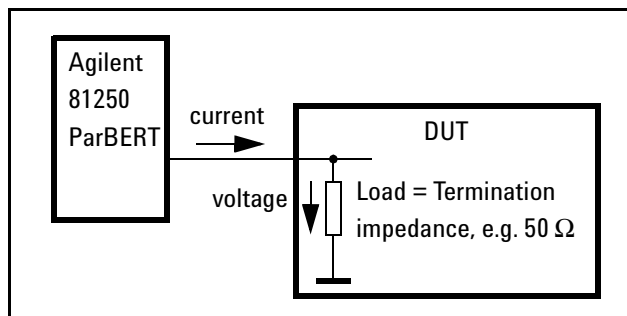 Agilent
81250
ParBERT
current
DUT
voltage
Load = Termination
impedance, e.g. 50 Ω